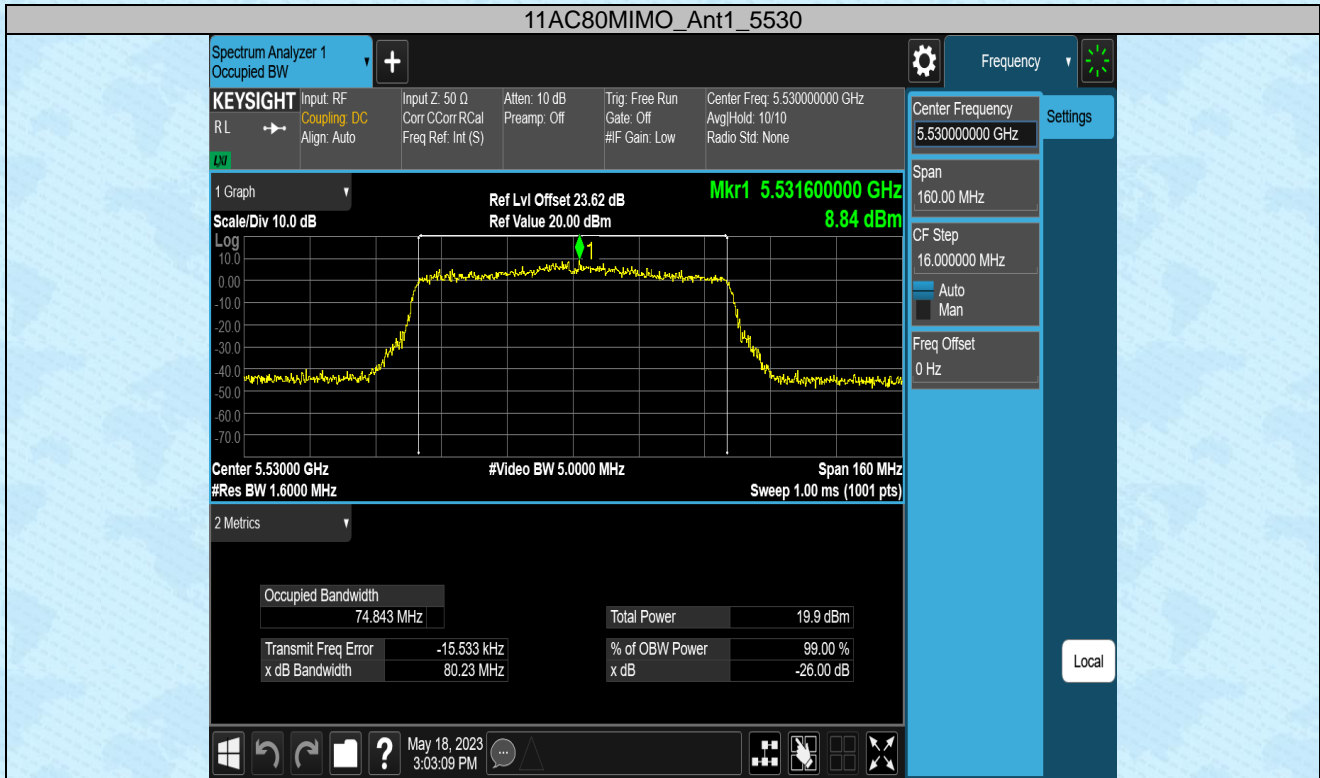 11AC80MIMO_Ant1_5530
Spectrum Analyzer 1
Occupied BW
Frequency
KEYSIGHT
R L
LXI
Input: RF
Coupling: DC
Align: Auto
Input Z: 50 Ω
Corr CCorr RCal
Freq Ref: Int (S)
Atten: 10 dB
Preamp: Off
Trig: Free Run
Gate: Off
#IF Gain: Low
Center Freq: 5.530000000 GHz
Avg|Hold: 10/10
Radio Std: None
Center Frequency
5.530000000 GHz
Settings
Span
160.00 MHz
CF Step
16.000000 MHz
Auto
Man
Freq Offset
0 Hz
Local
1 Graph
Scale/Div 10.0 dB
Ref Lvl Offset 23.62 dB
Ref Value 20.00 dBm
Mkr1 5.531600000 GHz
8.84 dBm
Log
10.0
0.00
-10.0
-20.0
-30.0
-40.0
-50.0
-60.0
-70.0
1
Center 5.53000 GHz
#Video BW 5.0000 MHz
Span 160 MHz
#Res BW 1.6000 MHz
Sweep 1.00 ms (1001 pts)
2 Metrics
Occupied Bandwidth
74.843 MHz
Total Power 19.9 dBm
Transmit Freq Error -15.533 kHz
% of OBW Power 99.00 %
x dB Bandwidth 80.23 MHz
x dB -26.00 dB
May 18, 2023
3:03:09 PM